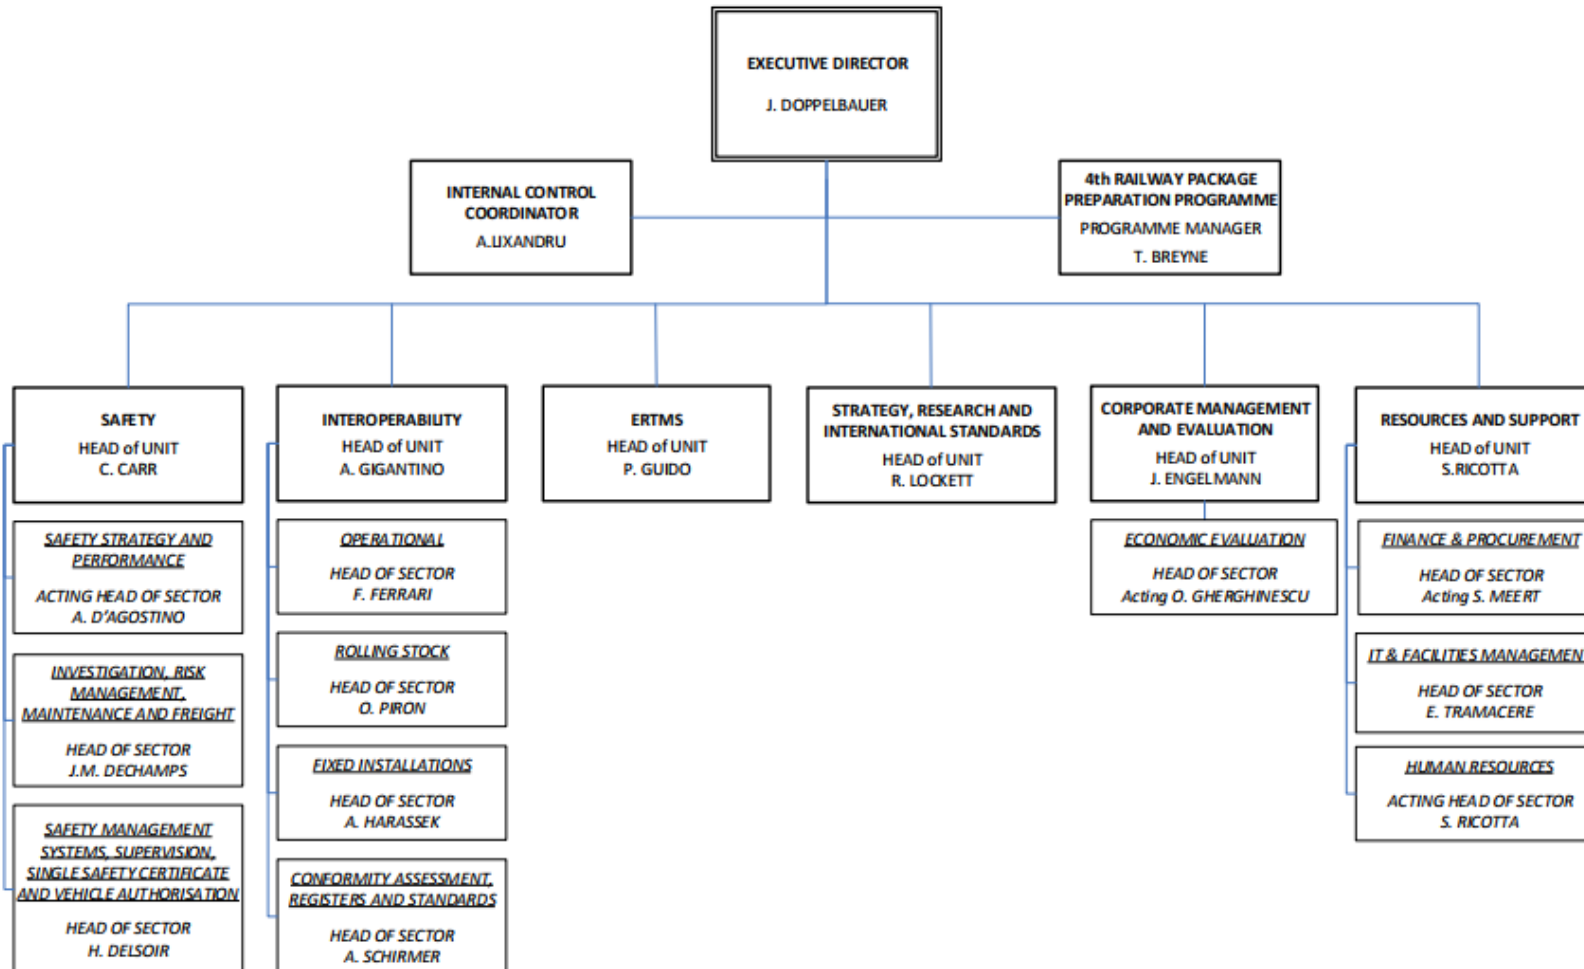 EXECUTIVE DIRECTOR
J. DOPPELBAUER
INTERNAL CONTROL
COORDINATOR
A.LIXANDRU
4th RAILWAY PACKAGE
PREPARATION PROGRAMME
PROGRAMME MANAGER
T. BREYNE
SAFETY
HEAD of UNIT
C. CARR
SAFETY STRATEGY AND
PERFORMANCE
ACTING HEAD OF SECTOR
A. D'AGOSTINO
INVESTIGATION, RISK
MANAGEMENT,
MAINTENANCE AND FREIGHT
HEAD OF SECTOR
J.M. DECHAMPS
SAFETY MANAGEMENT
SYSTEMS, SUPERVISION,
SINGLE SAFETY CERTIFICATE
AND VEHICLE AUTHORISATION
HEAD OF SECTOR
H. DELSOIR
INTEROPERABILITY
HEAD of UNIT
A. GIGANTINO
OPERATIONAL
HEAD OF SECTOR
F. FERRARI
ROLLING STOCK
HEAD OF SECTOR
O. PIRON
FIXED INSTALLATIONS
HEAD OF SECTOR
A. HARASSEK
CONFORMITY ASSESSMENT,
REGISTERS AND STANDARDS
HEAD OF SECTOR
A. SCHIRMER
ERTMS
HEAD of UNIT
P. GUIDO
STRATEGY, RESEARCH AND
INTERNATIONAL STANDARDS
HEAD of UNIT
R. LOCKETT
CORPORATE MANAGEMENT
AND EVALUATION
HEAD of UNIT
J. ENGELMANN
ECONOMIC EVALUATION
HEAD OF SECTOR
Acting O. GHERGHINESCU
RESOURCES AND SUPPORT
HEAD of UNIT
S.RICOTTA
FINANCE & PROCUREMENT
HEAD OF SECTOR
Acting S. MEERT
IT & FACILITIES MANAGEMEN
HEAD OF SECTOR
E. TRAMACERE
HUMAN RESOURCES
ACTING HEAD OF SECTOR
S. RICOTTA